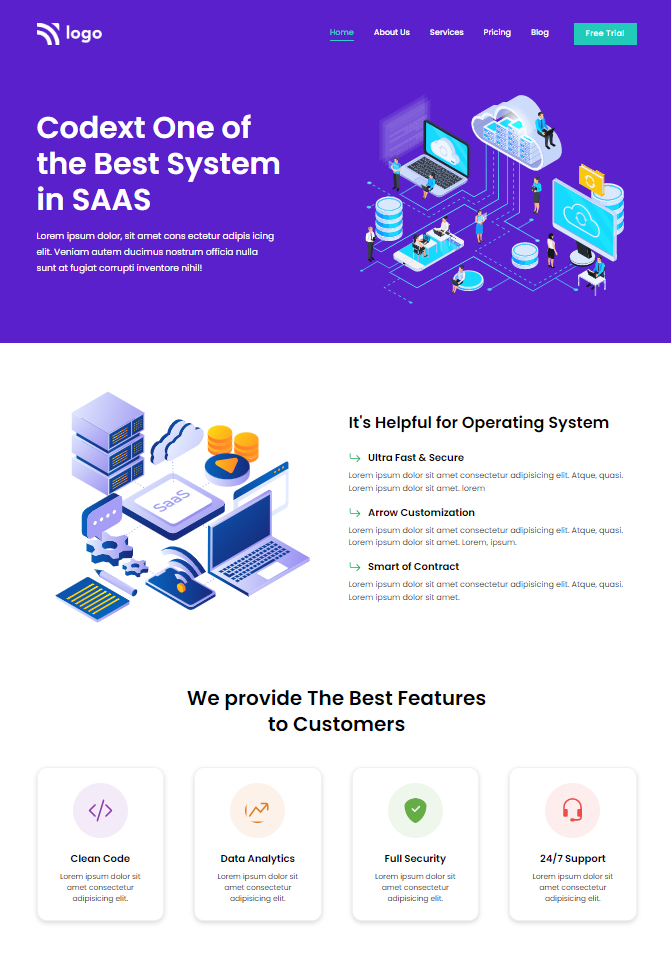 logo
Home About Us Services Pricing Blog Free Trial
Codext One of
the Best System
in SAAS
Lorem ipsum dolor, sit amet cons ectetur adipis icing
elit. Veniam autem ducimus nostrum officia nulla
sunt at fugiat corrupti inventore nihil!
SaaS
It's Helpful for Operating System
Ultra Fast & Secure
Lorem ipsum dolor sit amet consectetur adipisicing elit. Atque, quasi.
Lorem ipsum dolor sit amet. lorem
Arrow Customization
Lorem ipsum dolor sit amet consectetur adipisicing elit. Atque, quasi.
Lorem ipsum dolor sit amet. Lorem, ipsum.
Smart of Contract
Lorem ipsum dolor sit amet consectetur adipisicing elit. Atque, quasi.
Lorem ipsum dolor sit amet.
We provide The Best Features
to Customers
Clean Code
Lorem ipsum dolor sit
amet consectetur
adipisicing elit.
Data Analytics
Lorem ipsum dolor sit
amet consectetur
adipisicing elit.
Full Security
Lorem ipsum dolor sit
amet consectetur
adipisicing elit.
24/7 Support
Lorem ipsum dolor sit
amet consectetur
adipisicing elit.